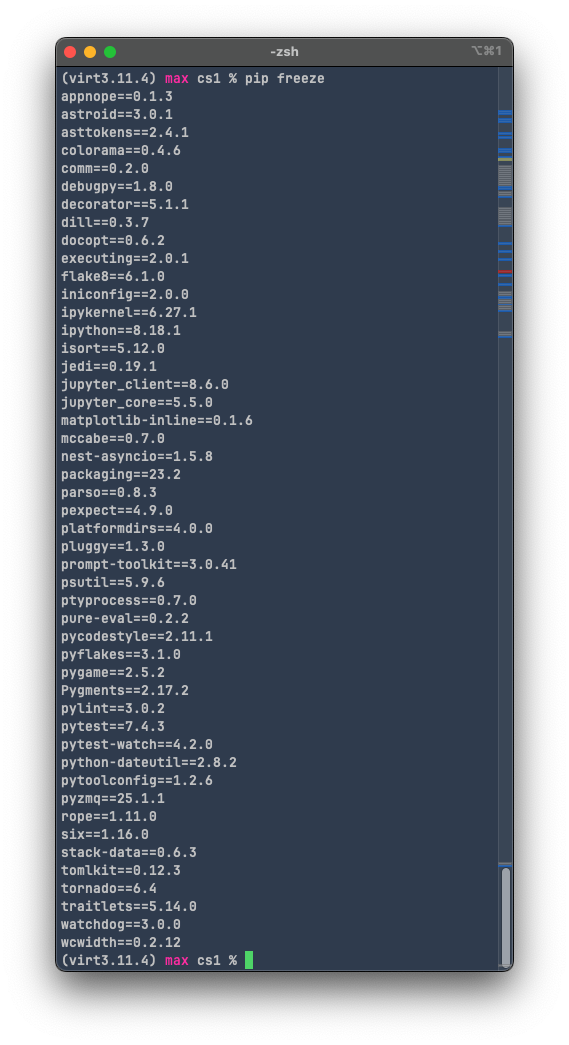 -zsh
⌥⌘1
(virt3.11.4) max cs1 % pip freeze
appnope==0.1.3
astroid==3.0.1
asttokens==2.4.1
colorama==0.4.6
comm==0.2.0
debugpy==1.8.0
decorator==5.1.1
dill==0.3.7
docopt==0.6.2
executing==2.0.1
flake8==6.1.0
iniconfig==2.0.0
ipykernel==6.27.1
ipython==8.18.1
isort==5.12.0
jedi==0.19.1
jupyter_client==8.6.0
jupyter_core==5.5.0
matplotlib-inline==0.1.6
mccabe==0.7.0
nest-asyncio==1.5.8
packaging==23.2
parso==0.8.3
pexpect==4.9.0
platformdirs==4.0.0
pluggy==1.3.0
prompt-toolkit==3.0.41
psutil==5.9.6
ptyprocess==0.7.0
pure-eval==0.2.2
pycodestyle==2.11.1
pyflakes==3.1.0
pygame==2.5.2
Pygments==2.17.2
pylint==3.0.2
pytest==7.4.3
pytest-watch==4.2.0
python-dateutil==2.8.2
pytoolconfig==1.2.6
pyzmq==25.1.1
rope==1.11.0
six==1.16.0
stack-data==0.6.3
tomlkit==0.12.3
tornado==6.4
traitlets==5.14.0
watchdog==3.0.0
wcwidth==0.2.12
(virt3.11.4) max cs1 %